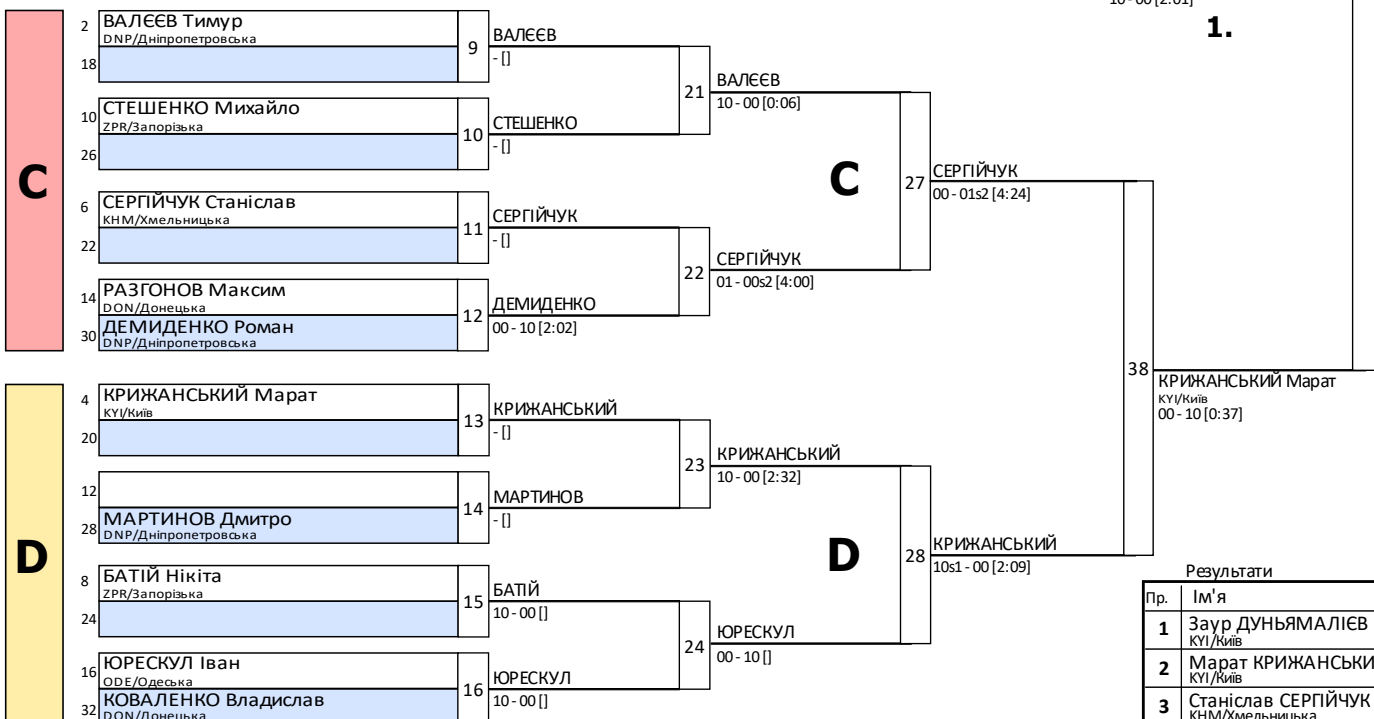 10 - 00 [2:01]
1.
C
2 ВАЛЄЄВ Тимур
DNP/Дніпропетровська
18
9
ВАЛЄЄВ
- []
10 СТЕШЕНКО Михайло
ZPR/Запорізька
26
10
СТЕШЕНКО
- []
21
ВАЛЄЄВ
10 - 00 [0:06]
6 СЕРГІЙЧУК Станіслав
KHM/Хмельницька
22
11
СЕРГІЙЧУК
- []
14 РАЗГОНОВ Максим
DON/Донецька
30 ДЕМИДЕНКО Роман
DNP/Дніпропетровська
12
ДЕМИДЕНКО
00 - 10 [2:02]
22
СЕРГІЙЧУК
01 - 00s2 [4:00]
C
27
СЕРГІЙЧУК
00 - 01s2 [4:24]
D
4 КРИЖАНСЬКИЙ Марат
KYI/Київ
20
13
КРИЖАНСЬКИЙ
- []
12
28 МАРТИНОВ Дмитро
DNP/Дніпропетровська
14
МАРТИНОВ
- []
23
КРИЖАНСЬКИЙ
10 - 00 [2:32]
8 БАТІЙ Нікіта
ZPR/Запорізька
24
15
БАТІЙ
10 - 00 []
16 ЮРЕСКУЛ Іван
ODE/Одеська
32 КОВАЛЕНКО Владислав
DON/Донецька
16
ЮРЕСКУЛ
10 - 00 []
24
ЮРЕСКУЛ
00 - 10 []
D
28
КРИЖАНСЬКИЙ
10s1 - 00 [2:09]
38
КРИЖАНСЬКИЙ Марат
KYI/Київ
00 - 10 [0:37]
Результати
Пр. Ім'я
1 Заур ДУНЬЯМАЛІЄВ
KYI/Київ
2 Марат КРИЖАНСЬКИ
KYI/Київ
3 Станіслав СЕРГІЙЧУК
KHM/Хмельницька